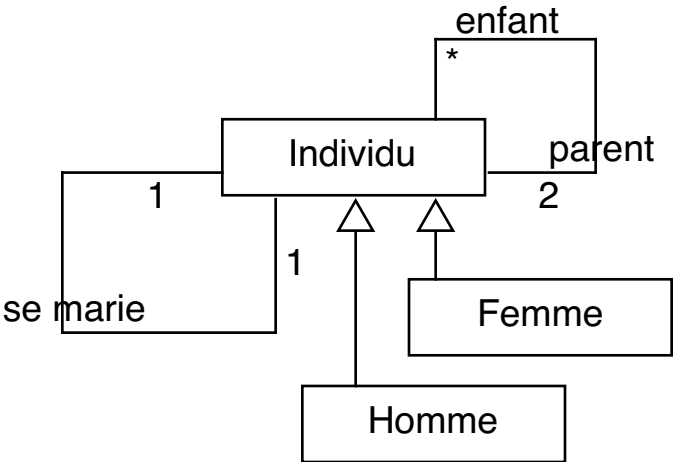 enfant
*
Individu
parent
1
2
1
se marie
Femme
Homme